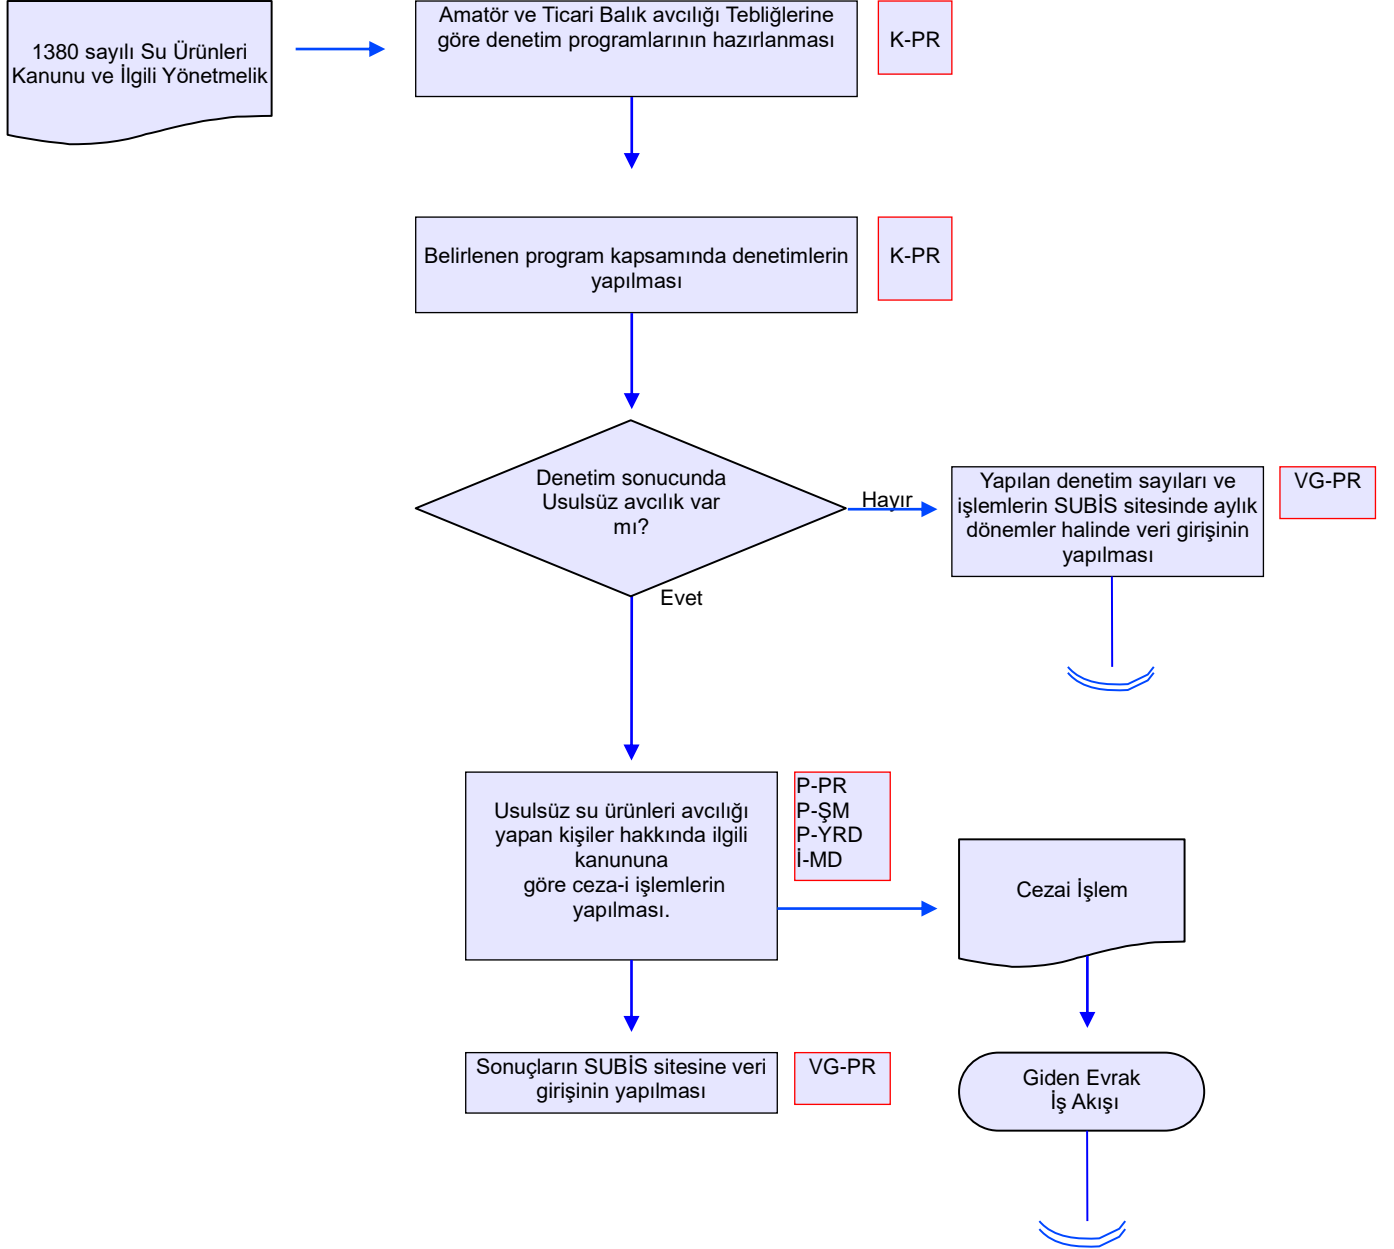 1380 sayılı Su Ürünleri
Kanunu ve İlgili Yönetmelik
Amatör ve Ticari Balık avcılığı Tebliğlerine
göre denetim programlarının hazırlanması
K-PR
Belirlenen program kapsamında denetimlerin
yapılması
K-PR
Denetim sonucunda
Usulsüz avcılık var
mı?
Hayır
Yapılan denetim sayıları ve
işlemlerin SUBİS sitesinde aylık
dönemler halinde veri girişinin
yapılması
VG-PR
Evet
Usulsüz su ürünleri avcılığı
yapan kişiler hakkında ilgili
kanununa
göre ceza-i işlemlerin
yapılması.
P-PR
P-ŞM
P-YRD
İ-MD
Cezai İşlem
Sonuçların SUBİS sitesine veri
girişinin yapılması
VG-PR
Giden Evrak
İş Akışı